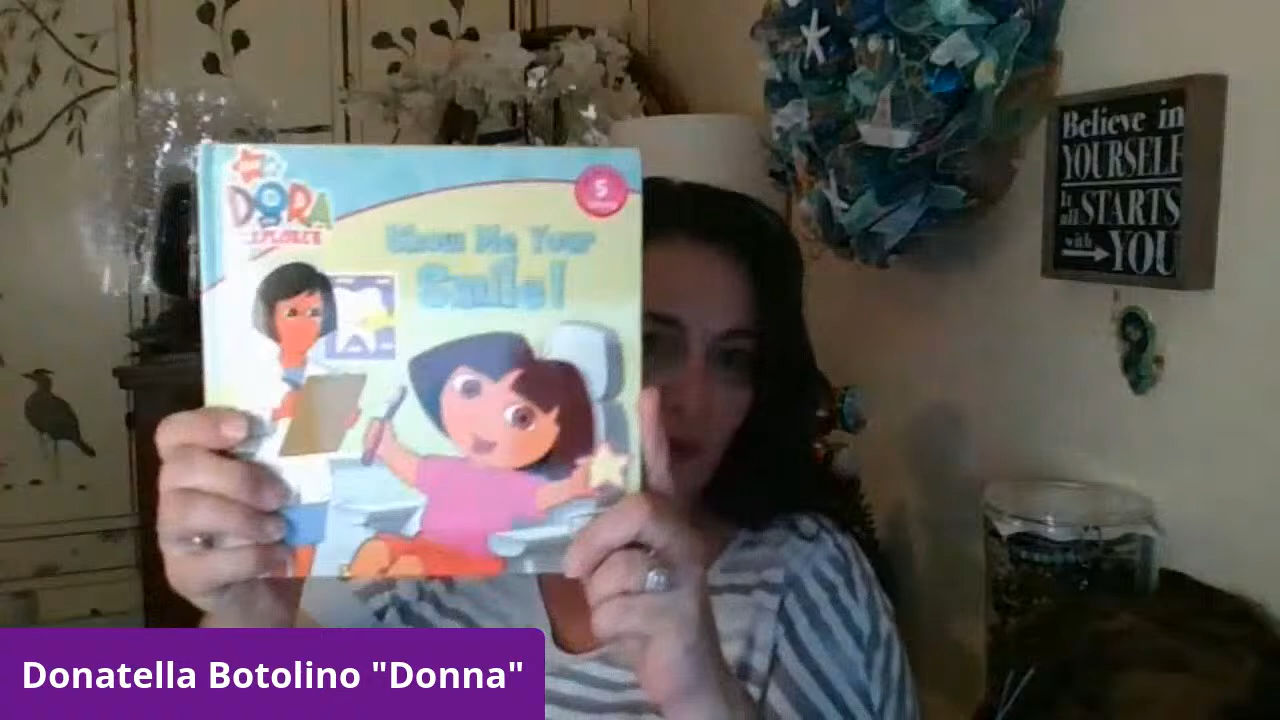 DORA
EXPLORER
5
Show Me Your
Smile!
Believe in
YOURSELF
It all STARTS
with YOU
Donatella Botolino "Donna"